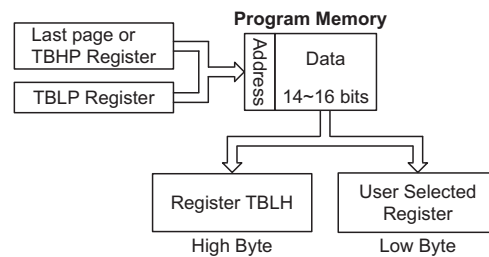 Program Memory
Last page or
TBHP Register
TBLP Register
Address
Data
14~16 bits
Register TBLH
User Selected
Register
High Byte
Low Byte